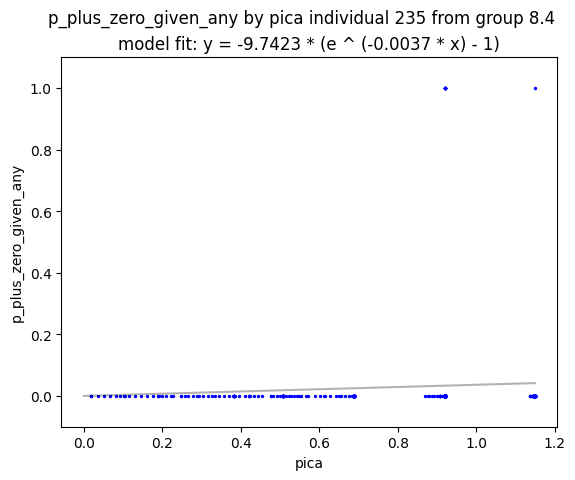 p_plus_zero_given_any by pica individual 235 from group 8.4
model fit: y = -9.7423 * (e ^ (-0.0037 * x) - 1)
p_plus_zero_given_any
1.0
0.8
0.6
0.4
0.2
0.0
0.0 0.2 0.4 0.6 0.8 1.0 1.2
pica